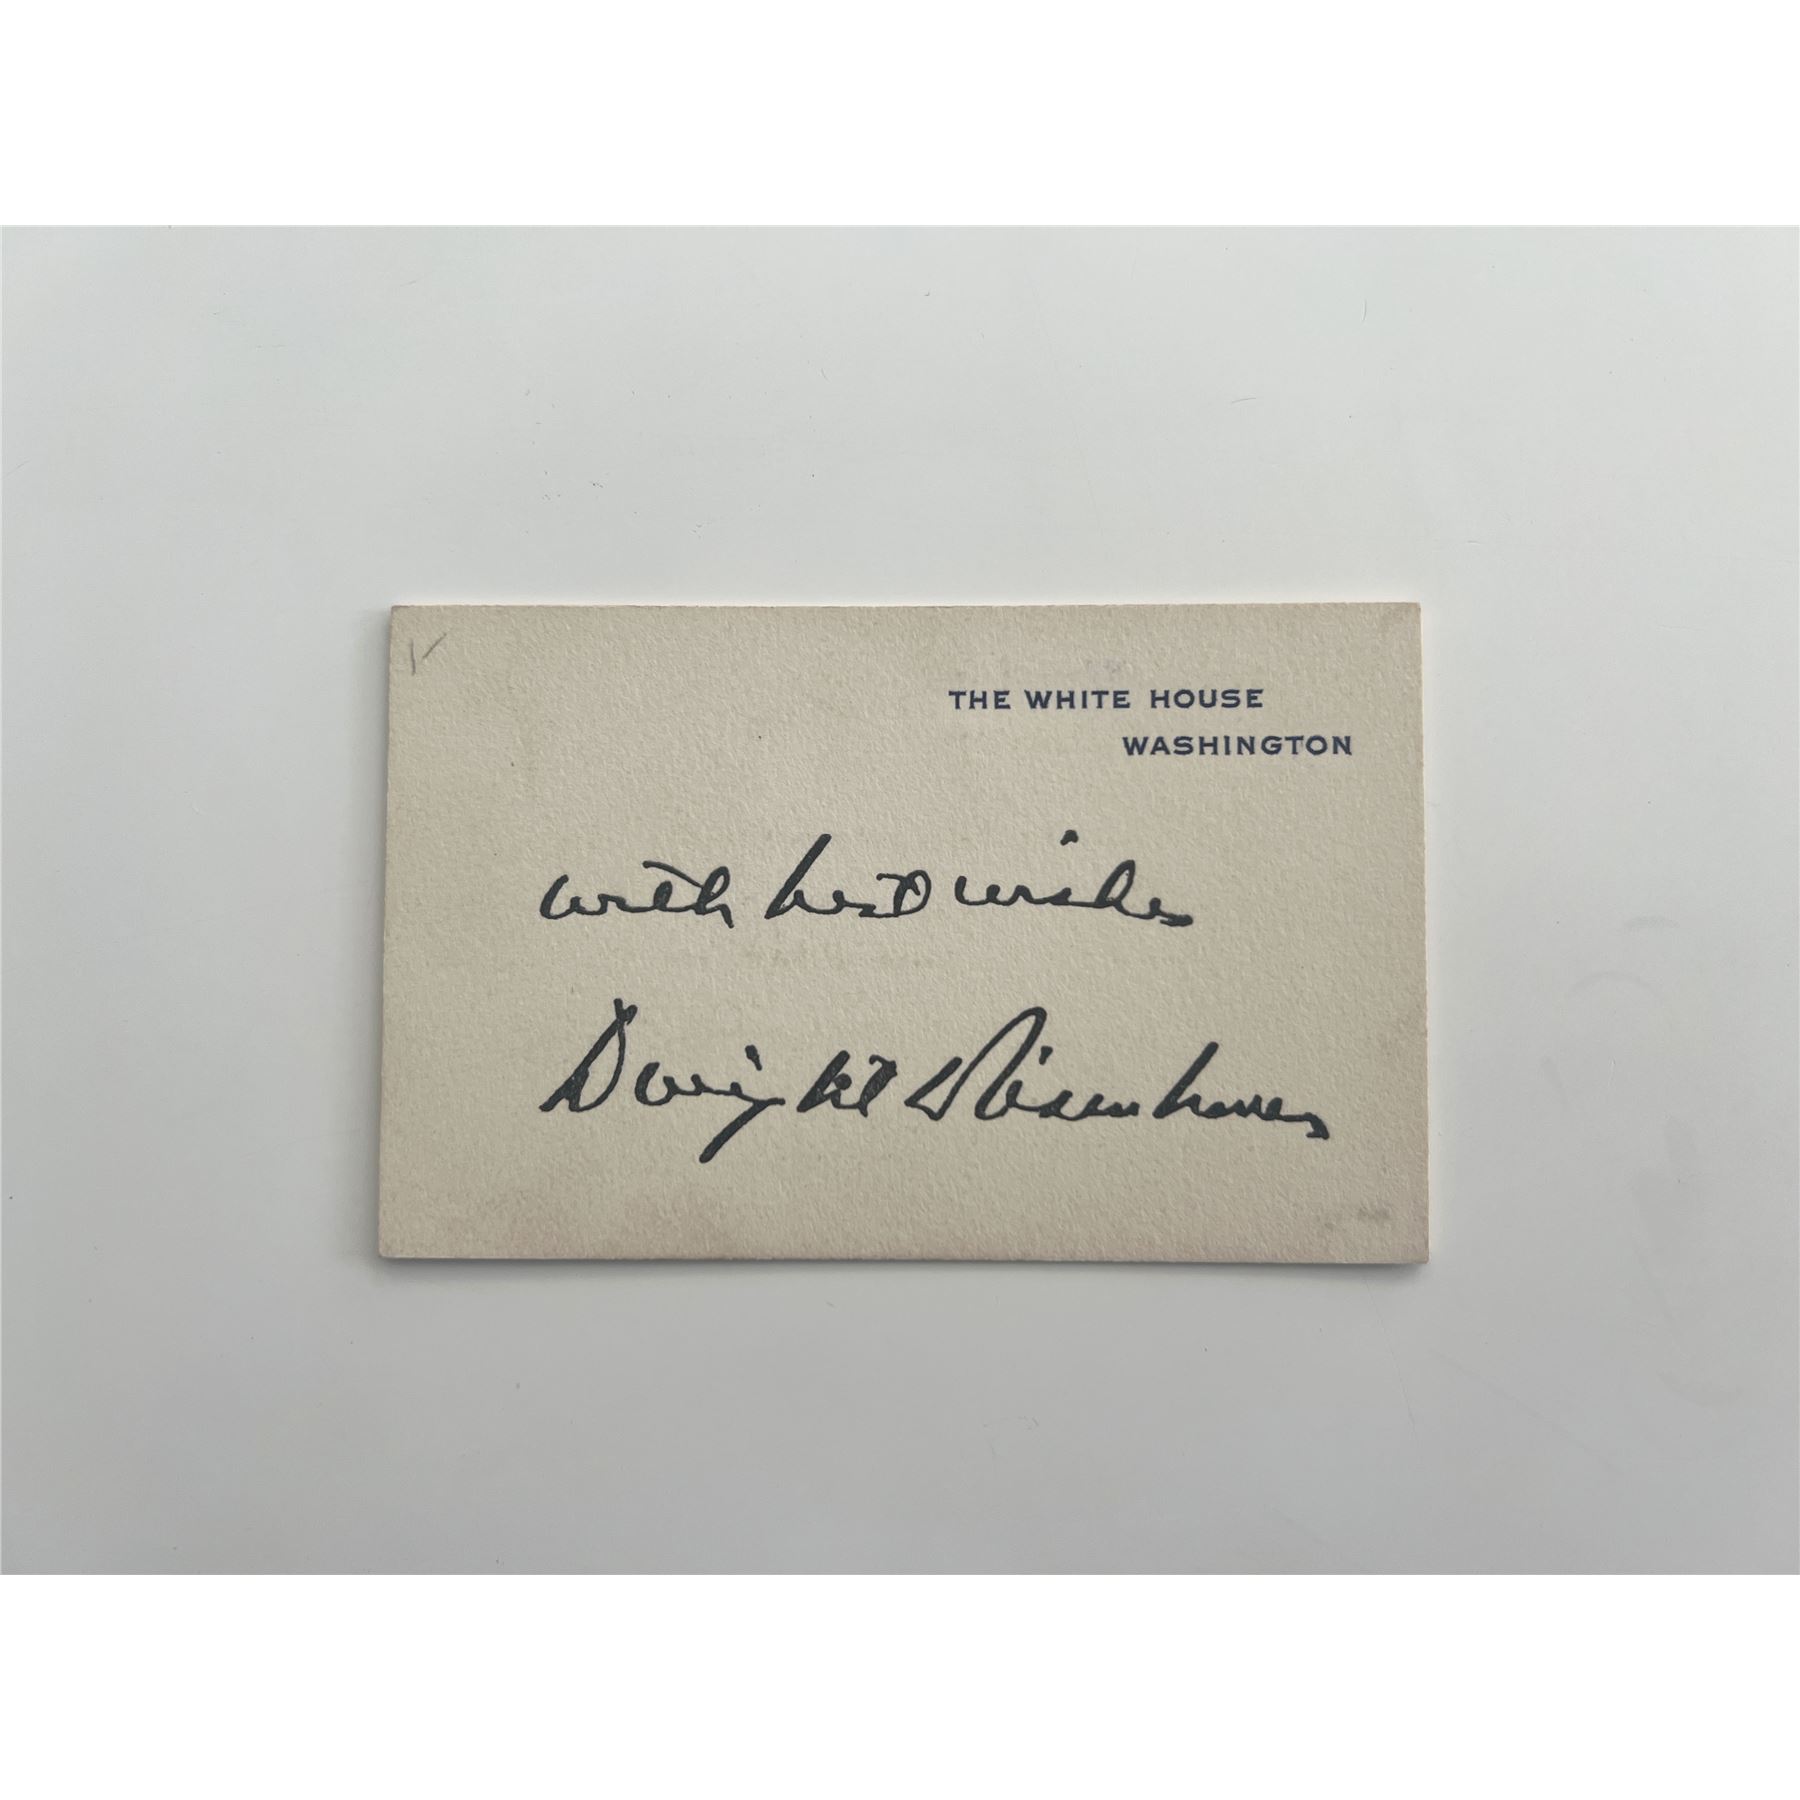 THE WHITE HOUSE
WASHINGTON
with best wishes
Dwight D Eisenhower